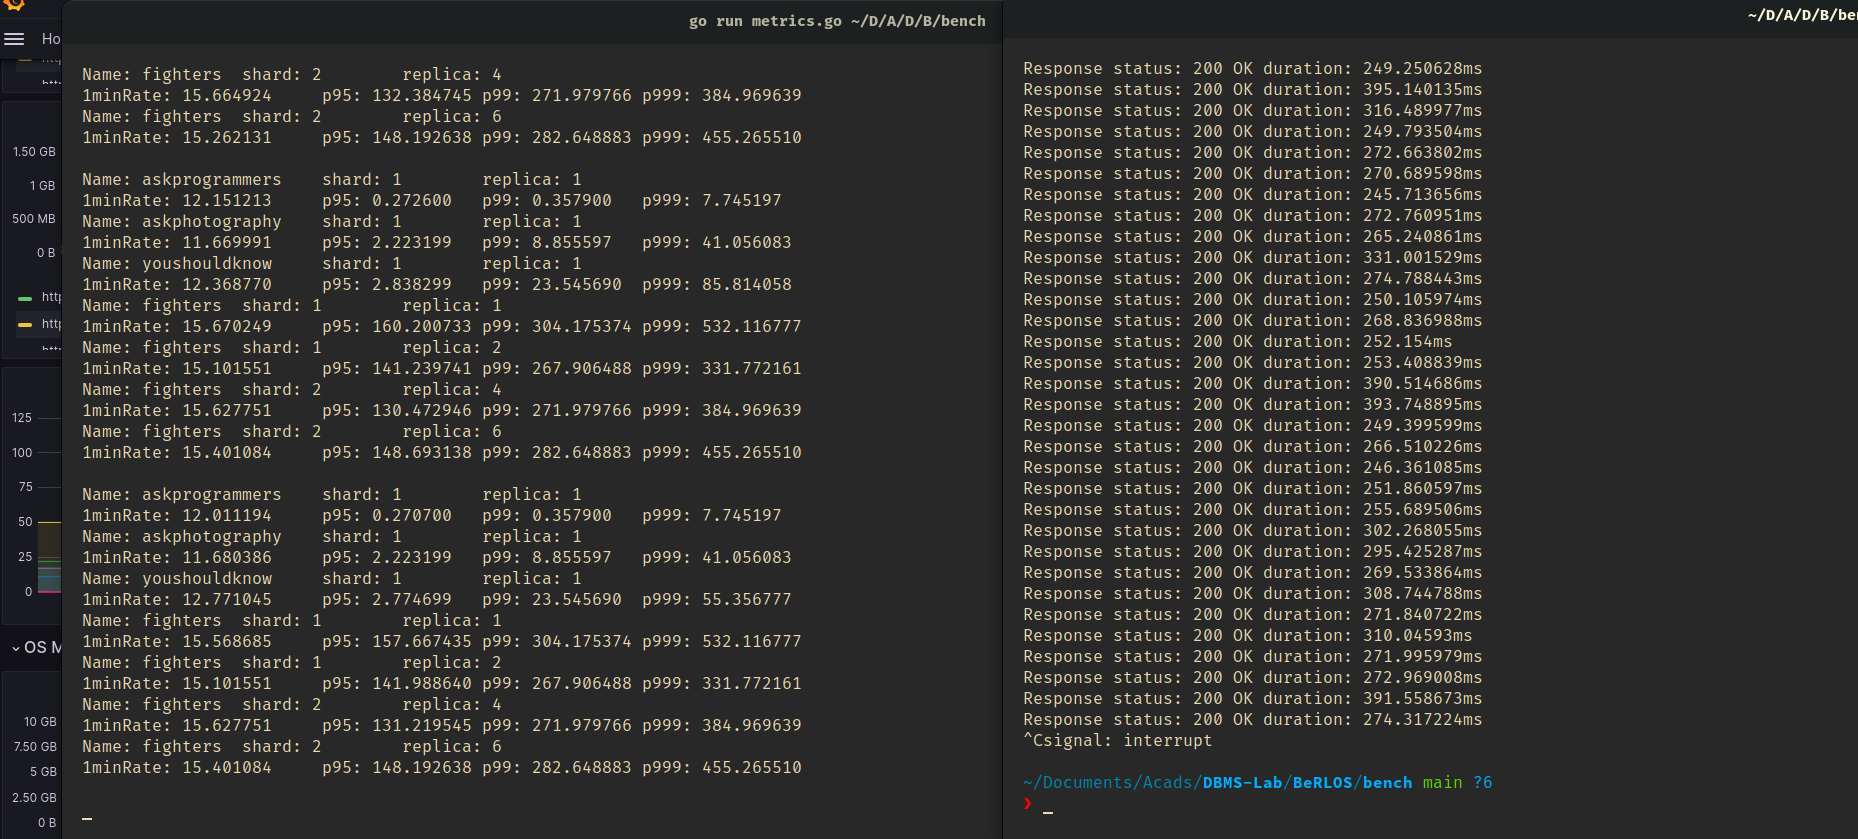 Ho
1.50 GB
1 GB
500 MB
0 B
http
http
125
100
75
50
25
0
OS M
10 GB
7.50 GB
5 GB
2.50 GB
0 B
go run metrics.go ~/D/A/D/B/bench
Name: fighters shard: 2 replica: 4
1minRate: 15.664924 p95: 132.384745 p99: 271.979766 p999: 384.969639
Name: fighters shard: 2 replica: 6
1minRate: 15.262131 p95: 148.192638 p99: 282.648883 p999: 455.265510
Name: askprogrammers shard: 1 replica: 1
1minRate: 12.151213 p95: 0.272600 p99: 0.357900 p999: 7.745197
Name: askphotography shard: 1 replica: 1
1minRate: 11.669991 p95: 2.223199 p99: 8.855597 p999: 41.056083
Name: youshouldknow shard: 1 replica: 1
1minRate: 12.368770 p95: 2.838299 p99: 23.545690 p999: 85.814058
Name: fighters shard: 1 replica: 1
1minRate: 15.670249 p95: 160.200733 p99: 304.175374 p999: 532.116777
Name: fighters shard: 1 replica: 2
1minRate: 15.101551 p95: 141.239741 p99: 267.906488 p999: 331.772161
Name: fighters shard: 2 replica: 4
1minRate: 15.627751 p95: 130.472946 p99: 271.979766 p999: 384.969639
Name: fighters shard: 2 replica: 6
1minRate: 15.401084 p95: 148.693138 p99: 282.648883 p999: 455.265510
Name: askprogrammers shard: 1 replica: 1
1minRate: 12.011194 p95: 0.270700 p99: 0.357900 p999: 7.745197
Name: askphotography shard: 1 replica: 1
1minRate: 11.680386 p95: 2.223199 p99: 8.855597 p999: 41.056083
Name: youshouldknow shard: 1 replica: 1
1minRate: 12.771045 p95: 2.774699 p99: 23.545690 p999: 55.356777
Name: fighters shard: 1 replica: 1
1minRate: 15.568685 p95: 157.667435 p99: 304.175374 p999: 532.116777
Name: fighters shard: 1 replica: 2
1minRate: 15.101551 p95: 141.988640 p99: 267.906488 p999: 331.772161
Name: fighters shard: 2 replica: 4
1minRate: 15.627751 p95: 131.219545 p99: 271.979766 p999: 384.969639
Name: fighters shard: 2 replica: 6
1minRate: 15.401084 p95: 148.192638 p99: 282.648883 p999: 455.265510
~/D/A/D/B/be
Response status: 200 OK duration: 249.250628ms
Response status: 200 OK duration: 395.140135ms
Response status: 200 OK duration: 316.489977ms
Response status: 200 OK duration: 249.793504ms
Response status: 200 OK duration: 272.663802ms
Response status: 200 OK duration: 270.689598ms
Response status: 200 OK duration: 245.713656ms
Response status: 200 OK duration: 272.760951ms
Response status: 200 OK duration: 265.240861ms
Response status: 200 OK duration: 331.001529ms
Response status: 200 OK duration: 274.788443ms
Response status: 200 OK duration: 250.105974ms
Response status: 200 OK duration: 268.836988ms
Response status: 200 OK duration: 252.154ms
Response status: 200 OK duration: 253.408839ms
Response status: 200 OK duration: 390.514686ms
Response status: 200 OK duration: 393.748895ms
Response status: 200 OK duration: 249.399599ms
Response status: 200 OK duration: 266.510226ms
Response status: 200 OK duration: 246.361085ms
Response status: 200 OK duration: 251.860597ms
Response status: 200 OK duration: 255.689506ms
Response status: 200 OK duration: 302.268055ms
Response status: 200 OK duration: 295.425287ms
Response status: 200 OK duration: 269.533864ms
Response status: 200 OK duration: 308.744788ms
Response status: 200 OK duration: 271.840722ms
Response status: 200 OK duration: 310.04593ms
Response status: 200 OK duration: 271.995979ms
Response status: 200 OK duration: 272.969008ms
Response status: 200 OK duration: 391.558673ms
Response status: 200 OK duration: 274.317224ms
^Csignal: interrupt
~/Documents/Acads/DBMS-Lab/BeRLOS/bench main ?6
❯ _